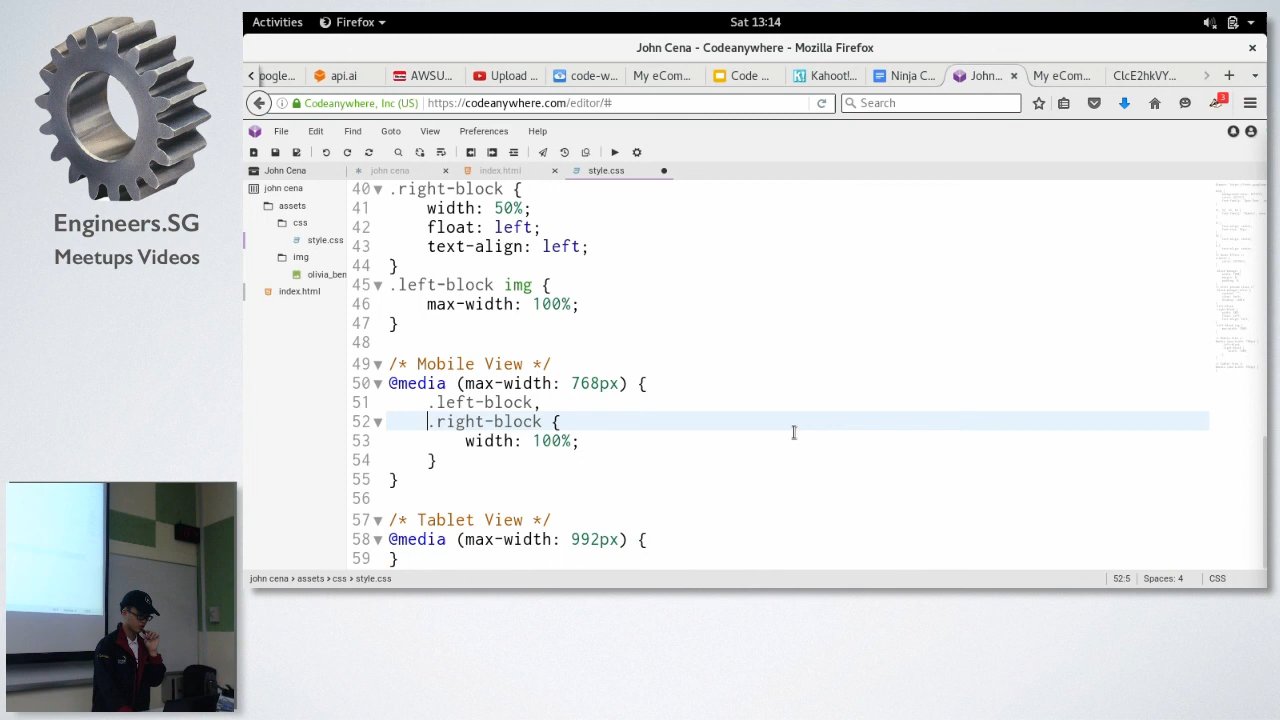 Engineers.SG
Meetups Videos
Activities Firefox Sat 13:14
John Cena - Codeanywhere - Mozilla Firefox
oogle... api.ai AWSU... Upload ... code-w... My eCom... Code ... Kahoot!... Ninja C... John... My eCom... ClcE2hkVY...
Codeanywhere, Inc (US) https://codeanywhere.com/editor/# Search 3
File Edit Find Goto View Preferences Help
John Cena john cena index.html style.css
john cena
assets
css
style.css
img
olivia_ben
index.html
40 .right-block {
41 width: 50%,
42 float: left;
43 text-align: left;
44 }
45 .left-block img {
46 max-width: 100%;
47 }
48
49 /* Mobile View */
50 @media (max-width: 768px) {
51 .left-block,
52 .right-block {
53 width: 100%;
54 }
55 }
56
57 /* Tablet View */
58 @media (max-width: 992px) {
59 }
john cena › assets › css › style.css 52:5 Spaces: 4 CSS